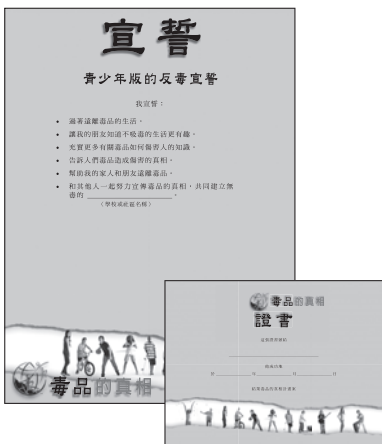 宣誓
青少年版的反毒宣誓
我宣誓：
• 過著遠離毒品的生活。
• 讓我的朋友知道不吸毒的生活更有趣。
• 充實更多有關毒品如何傷害人的知識。
• 告訴人們毒品造成傷害的真相。
• 幫助我的家人和朋友遠離毒品。
• 和其他人一起努力宣傳毒品的真相，共同建立無
毒的 ____________________。
（學校或社區名稱）
毒品的真相
毒品的真相
證書